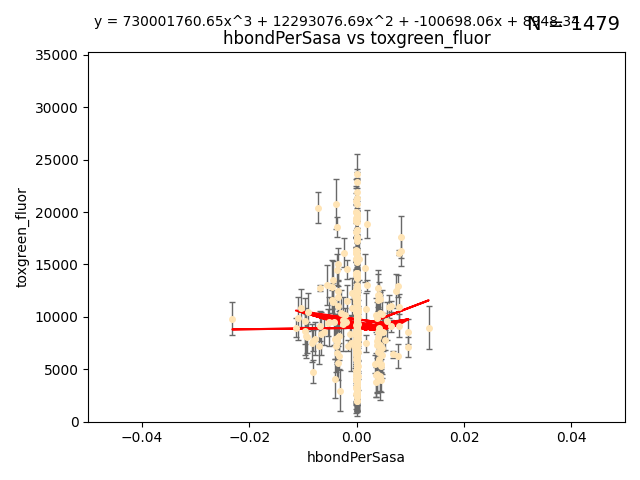 y = 730001760.65x^3 + 12293076.69x^2 + -100698.06x +
N = 1479
hbondPerSasa vs toxgreen_fluor
35000
30000
25000
20000
15000
10000
5000
0
toxgreen_fluor
−0.04 −0.02 0.00 0.02 0.04
hbondPerSasa